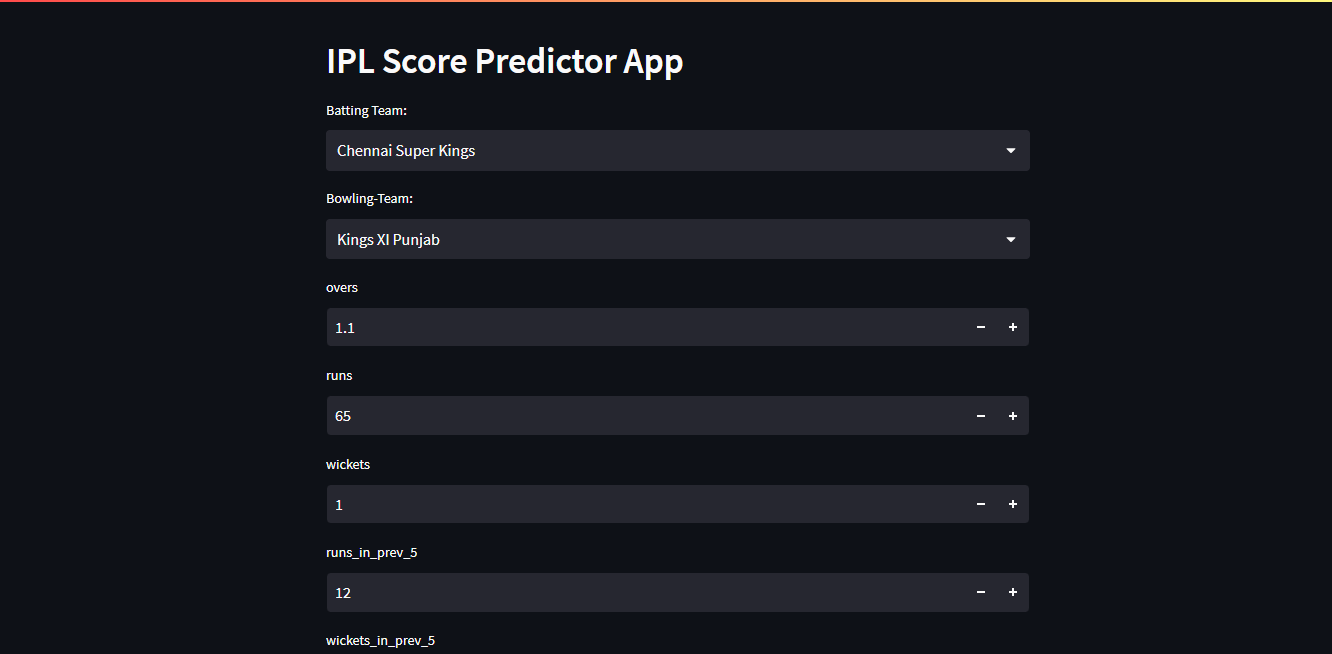 IPL Score Predictor App
Batting Team:
Chennai Super Kings
Bowling-Team:
Kings XI Punjab
overs
1.1
runs
65
wickets
1
runs_in_prev_5
12
wickets_in_prev_5